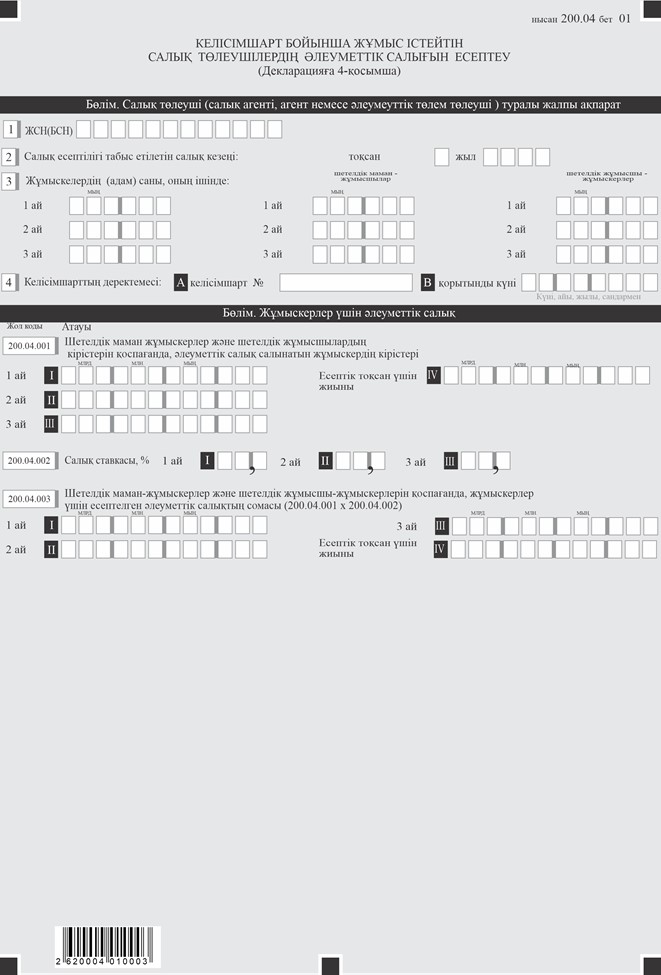 нысан 200.04 бет 01
КЕЛІСІМШАРТ БОЙЫНША ЖҰМЫС ІСТЕЙТІН
САЛЫҚ ТӨЛЕУШІЛЕРДІҢ ӘЛЕУМЕТТІК САЛЫҒЫН ЕСЕПТЕУ
(Декларацияға 4-қосымша)
Бөлім. Салық төлеуші (салық агенті, агент немесе әлеумеуттік төлем төлеуші ) туралы жалпы ақпарат
1 ЖСН(БСН)
2 Салық есептілігі табыс етілетін салық кезеңі: тоқсан жыл
3 Жұмыскелердің (адам) саны, оның ішінде: шетелдік маман - жұмысшылар шетелдік жұмысшы - жұмыскерлер
мың мың мың
1 ай 1 ай 1 ай
2 ай 2 ай 2 ай
3 ай 3 ай 3 ай
4 Келісімшарттың деректемесі: A келісімшарт № B қорытынды күні
Күні, айы, жылы, сандармен
Бөлім. Жұмыскерлер үшін әлеуметтік салық
Жол коды Атауы
200.04.001 Шетелдік маман жұмыскерлер және шетелдік жұмысшылардың
кірістерін қоспағанда, әлеуметтік салық салынатын жұмыскердің кірістері
млрд млн мың млрд млн мың
1 ай I Есептік тоқсан үшін жиыны IV
2 ай II
3 ай III
200.04.002 Салық ставкасы, % 1 ай I , 2 ай II , 3 ай III ,
200.04.003 Шетелдік маман-жұмыскерлер және шетелдік жұмысшы-жұмыскерлерін қоспағанда, жұмыскерлер
үшін есептелген әлеуметтік салықтың сомасы (200.04.001 x 200.04.002)
млрд млн мың млрд млн мың
1 ай I 3 ай III
2 ай II Есептік тоқсан үшін жиыны IV
2 620004 010003